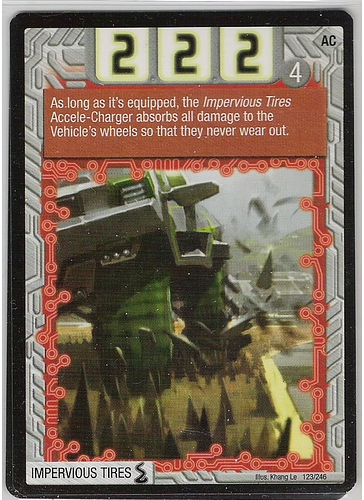 2 2 2
AC
4
As long as it's equipped, the Impervious Tires
Accele-Charger absorbs all damage to the
Vehicle's wheels so that they never wear out.
IMPERVIOUS TIRES
Illus. Khang Le 123/246